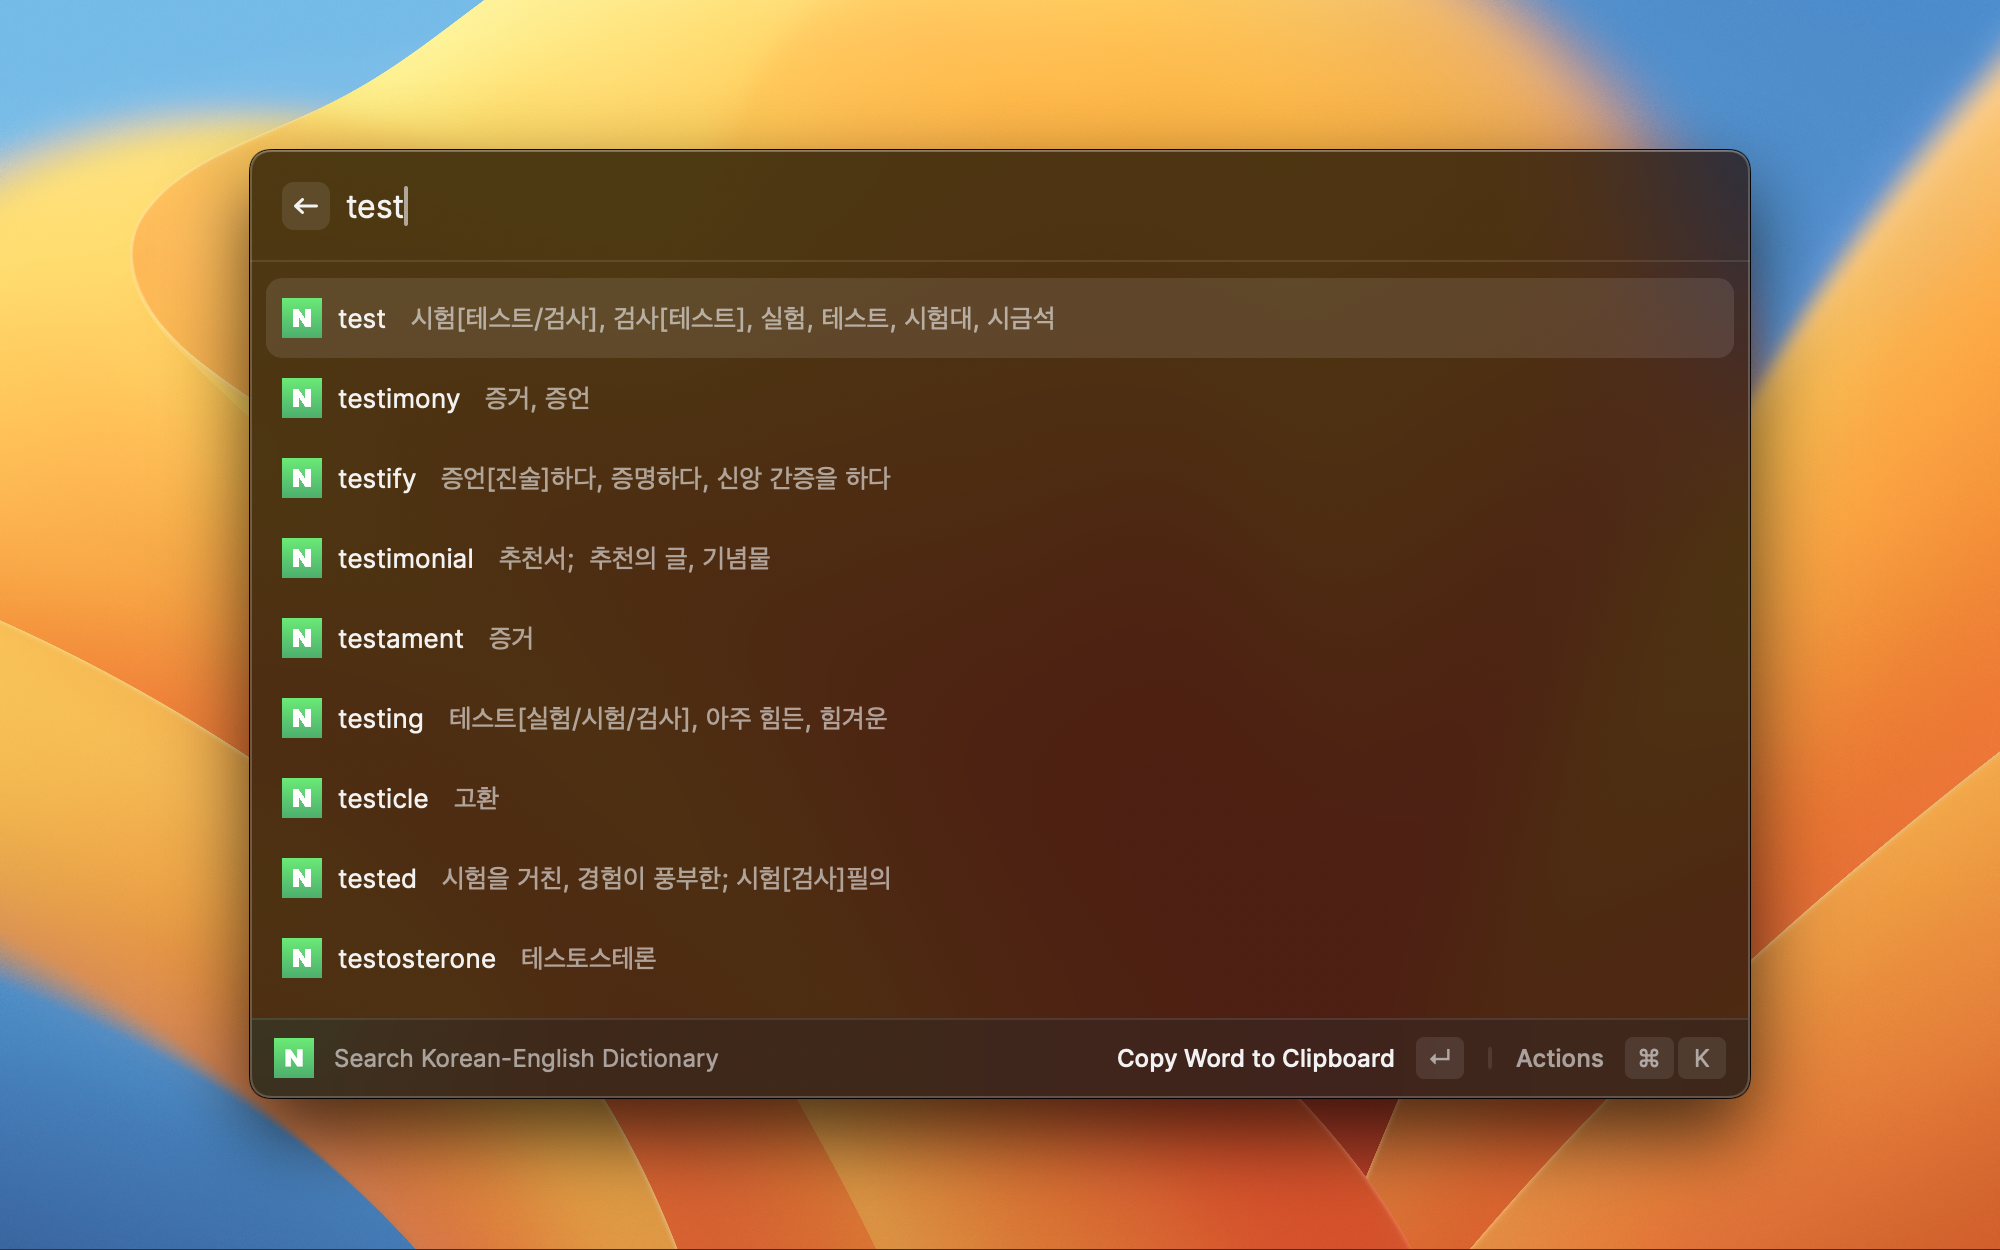 test
N test 시험[테스트/검사], 검사[테스트], 실험, 테스트, 시험대, 시금석
N testimony 증거, 증언
N testify 증언[진술]하다, 증명하다, 신앙 간증을 하다
N testimonial 추천서; 추천의 글, 기념물
N testament 증거
N testing 테스트[실험/시험/검사], 아주 힘든, 힘겨운
N testicle 고환
N tested 시험을 거친, 경험이 풍부한; 시험[검사]필의
N testosterone 테스토스테론
N Search Korean-English Dictionary Copy Word to Clipboard ↵ | Actions ⌘ K